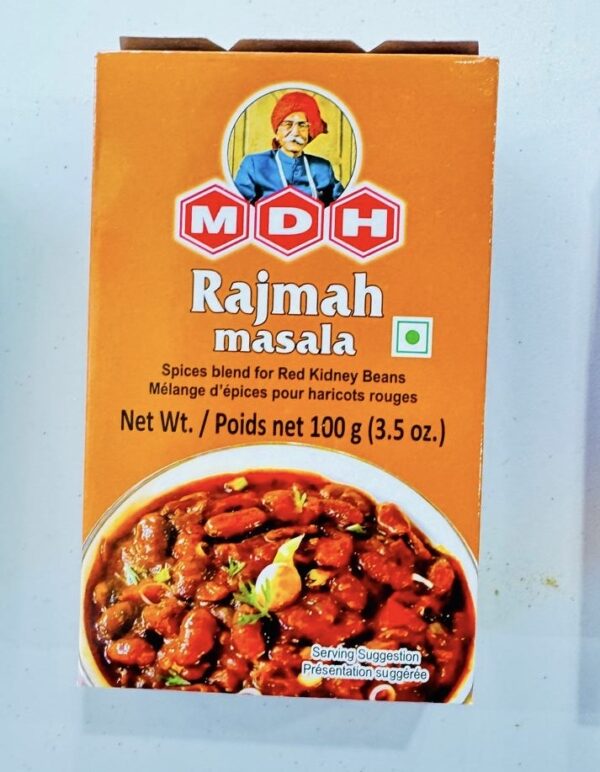 MDH
Rajmah
masala
Spices blend for Red Kidney Beans
Mélange d'épices pour haricots rouges
Net Wt. / Poids net 100 g (3.5 oz.)
Serving Suggestion
Présentation suggérée